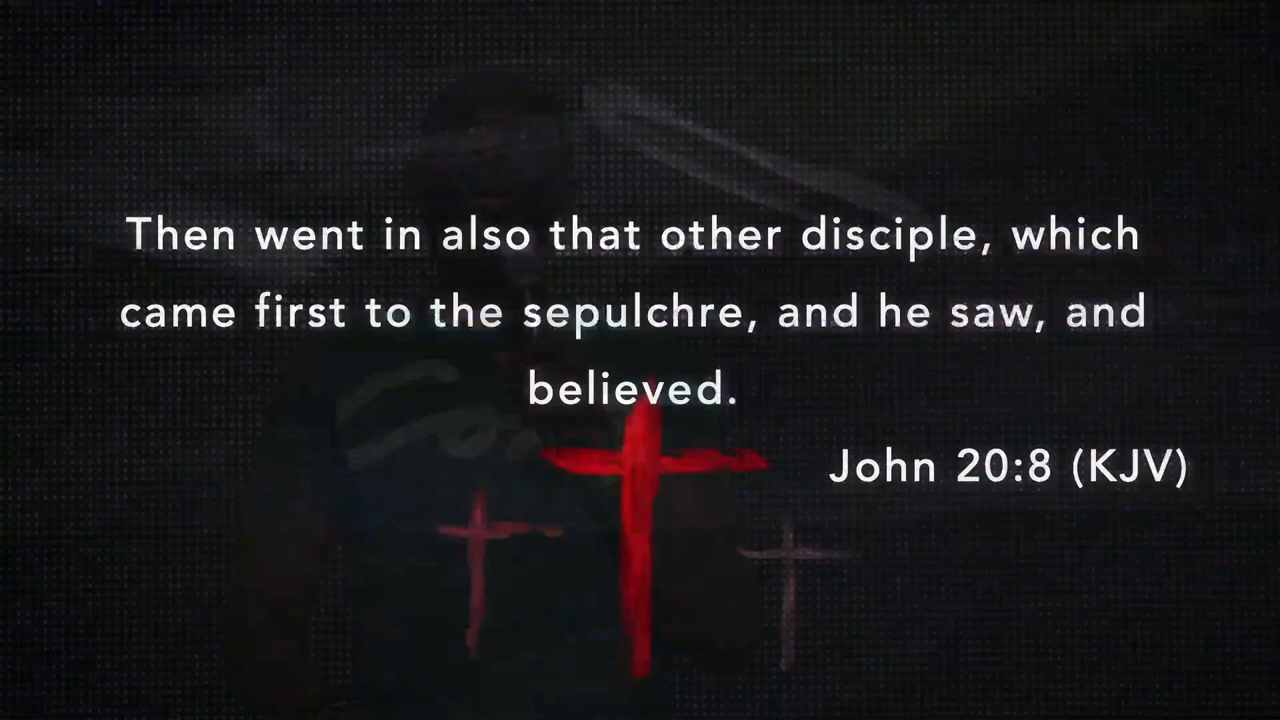 Then went in also that other disciple, which
came first to the sepulchre, and he saw, and
believed.
John 20:8 (KJV)